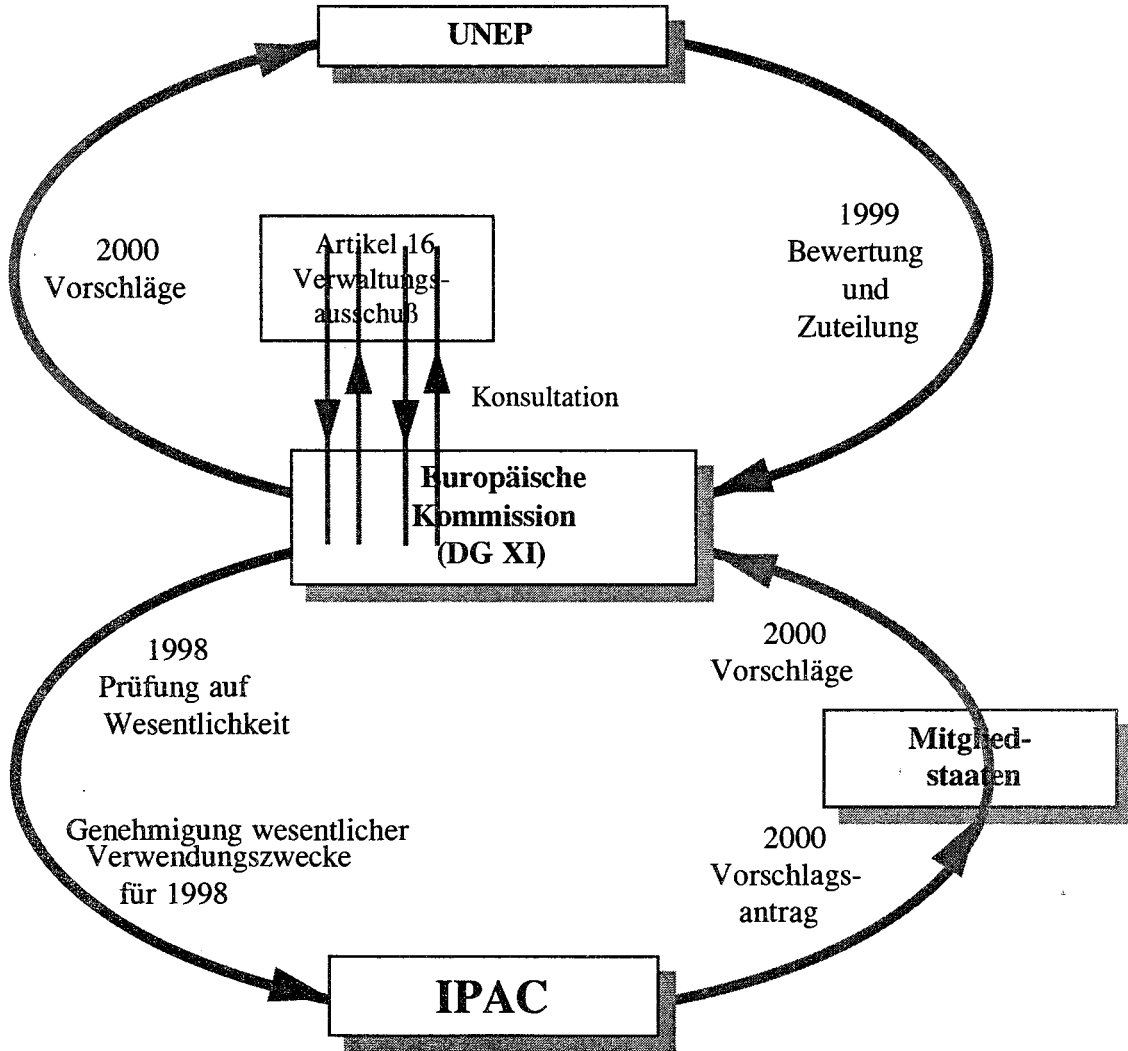 UNEP
2000
Vorschläge
Artikel 16
Verwaltungs-
ausschuß
1999
Bewertung
und
Zuteilung
Konsultation
Europäische
Kommission
(DG XI)
1998
Prüfung auf
Wesentlichkeit
2000
Vorschläge
Mitglied-
staaten
Genehmigung wesentlicher
Verwendungszwecke
für 1998
2000
Vorschlags-
antrag
IPAC